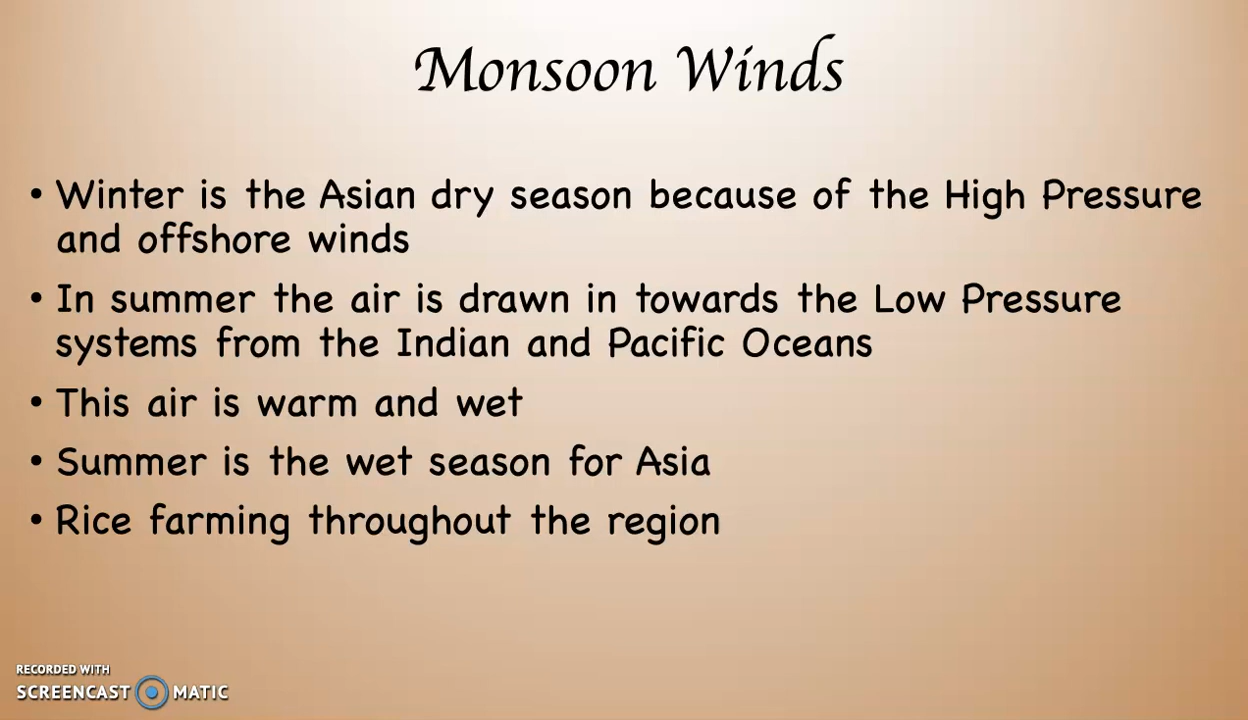 Monsoon Winds
• Winter is the Asian dry season because of the High Pressure
and offshore winds
• In summer the air is drawn in towards the Low Pressure
systems from the Indian and Pacific Oceans
• This air is warm and wet
• Summer is the wet season for Asia
• Rice farming throughout the region
RECORDED WITH
SCREENCAST MATIC